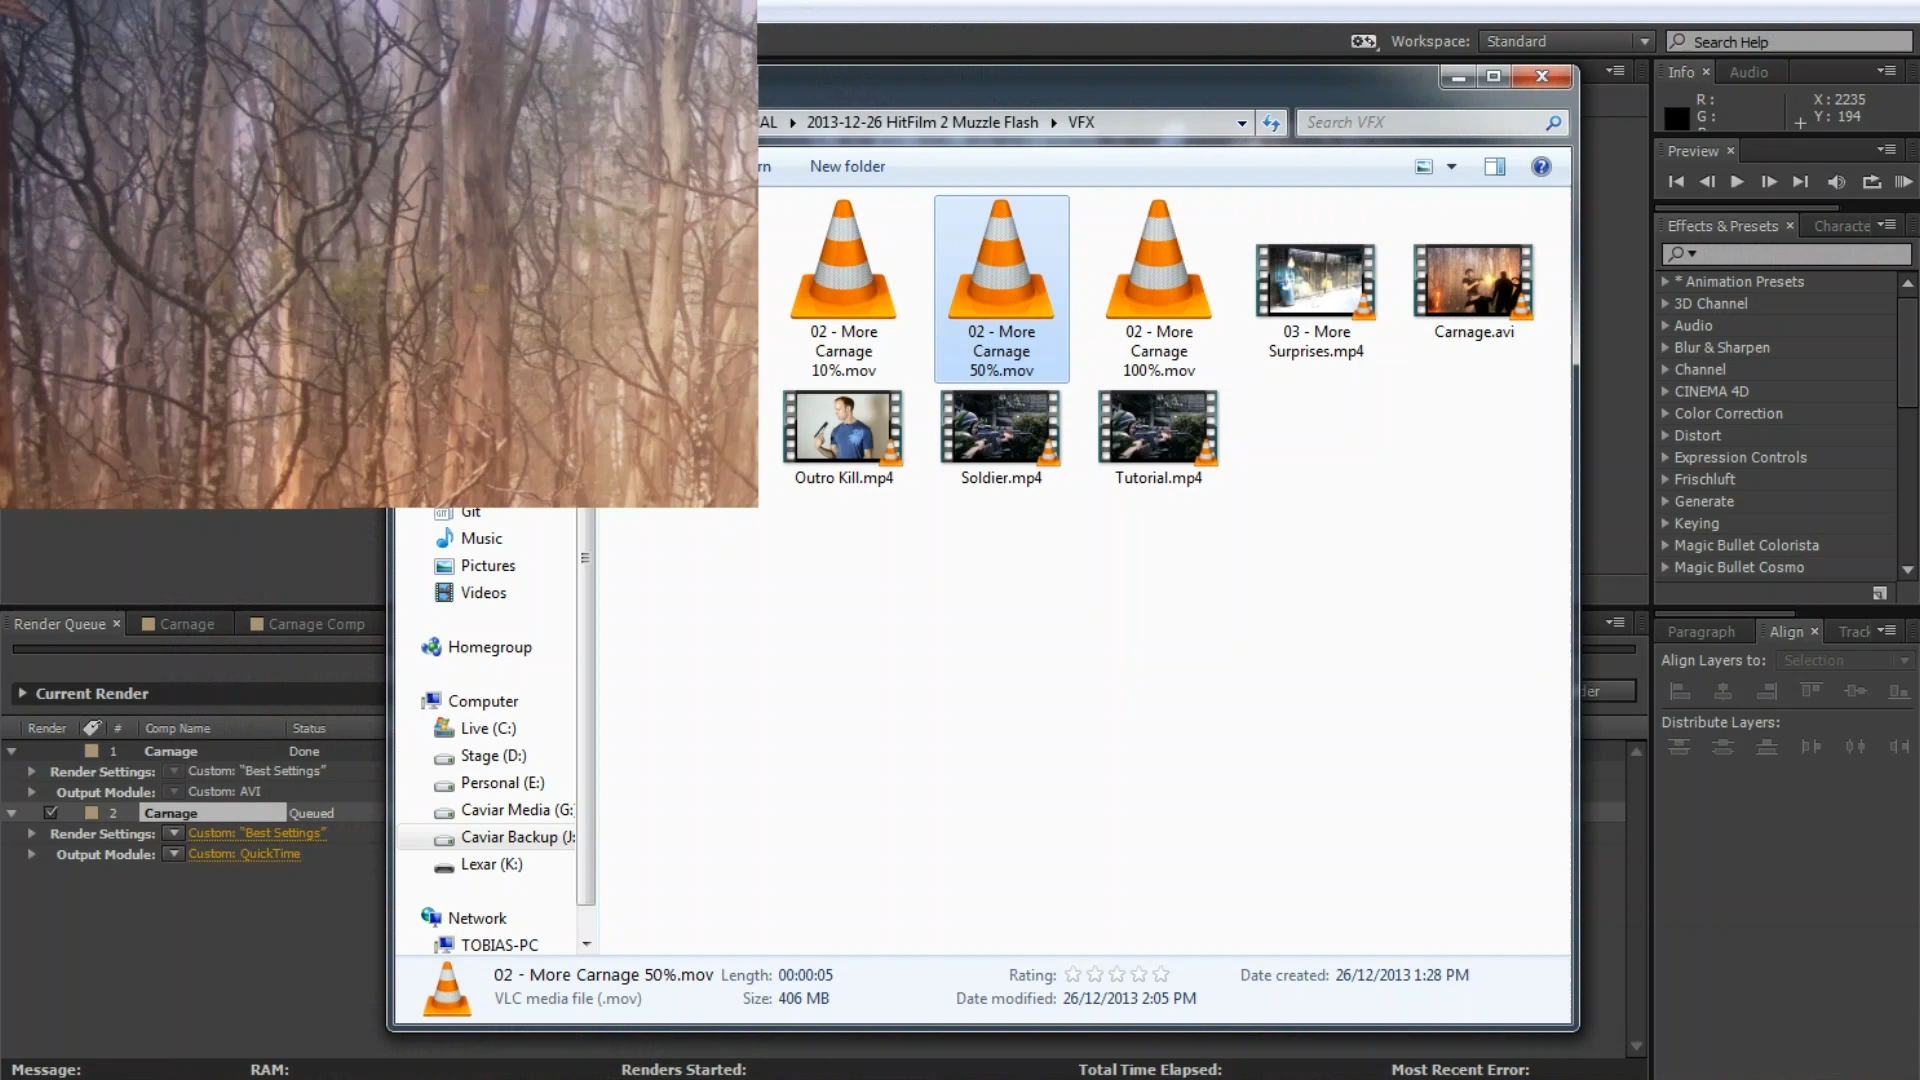 Workspace:
Standard
Search Help
Info
Audio
R :
G :
X : 2235
Y : 194
AL
2013-12-26 HitFilm 2 Muzzle Flash
VFX
Search VFX
Preview
New folder
02 - More
Carnage
10%.mov
02 - More
Carnage
50%.mov
02 - More
Carnage
100%.mov
03 - More
Surprises.mp4
Carnage.avi
Outro Kill.mp4
Soldier.mp4
Tutorial.mp4
Effects & Presets
Characte
* Animation Presets
3D Channel
Audio
Blur & Sharpen
Channel
CINEMA 4D
Color Correction
Distort
Expression Controls
Frischluft
Generate
Keying
Magic Bullet Colorista
Magic Bullet Cosmo
Git
Music
Pictures
Videos
Homegroup
Computer
Live (C:)
Stage (D:)
Personal (E:)
Caviar Media (G:
Caviar Backup (J:
Lexar (K:)
Network
TOBIAS-PC
02 - More Carnage 50%.mov
VLC media file (.mov)
Length: 00:00:05
Size: 406 MB
Rating:
Date modified: 26/12/2013 2:05 PM
Date created: 26/12/2013 1:28 PM
Render Queue
Carnage
Carnage Comp
Current Render
Render
#
Comp Name
Status
1
Carnage
Done
Render Settings:
Custom: "Best Settings"
Output Module:
Custom: AVI
2
Carnage
Queued
Render Settings:
Custom: "Best Settings"
Output Module:
Custom: QuickTime
der
Paragraph
Align
Track
Align Layers to:
Selection
Distribute Layers:
Message:
RAM:
Renders Started:
Total Time Elapsed:
Most Recent Error: